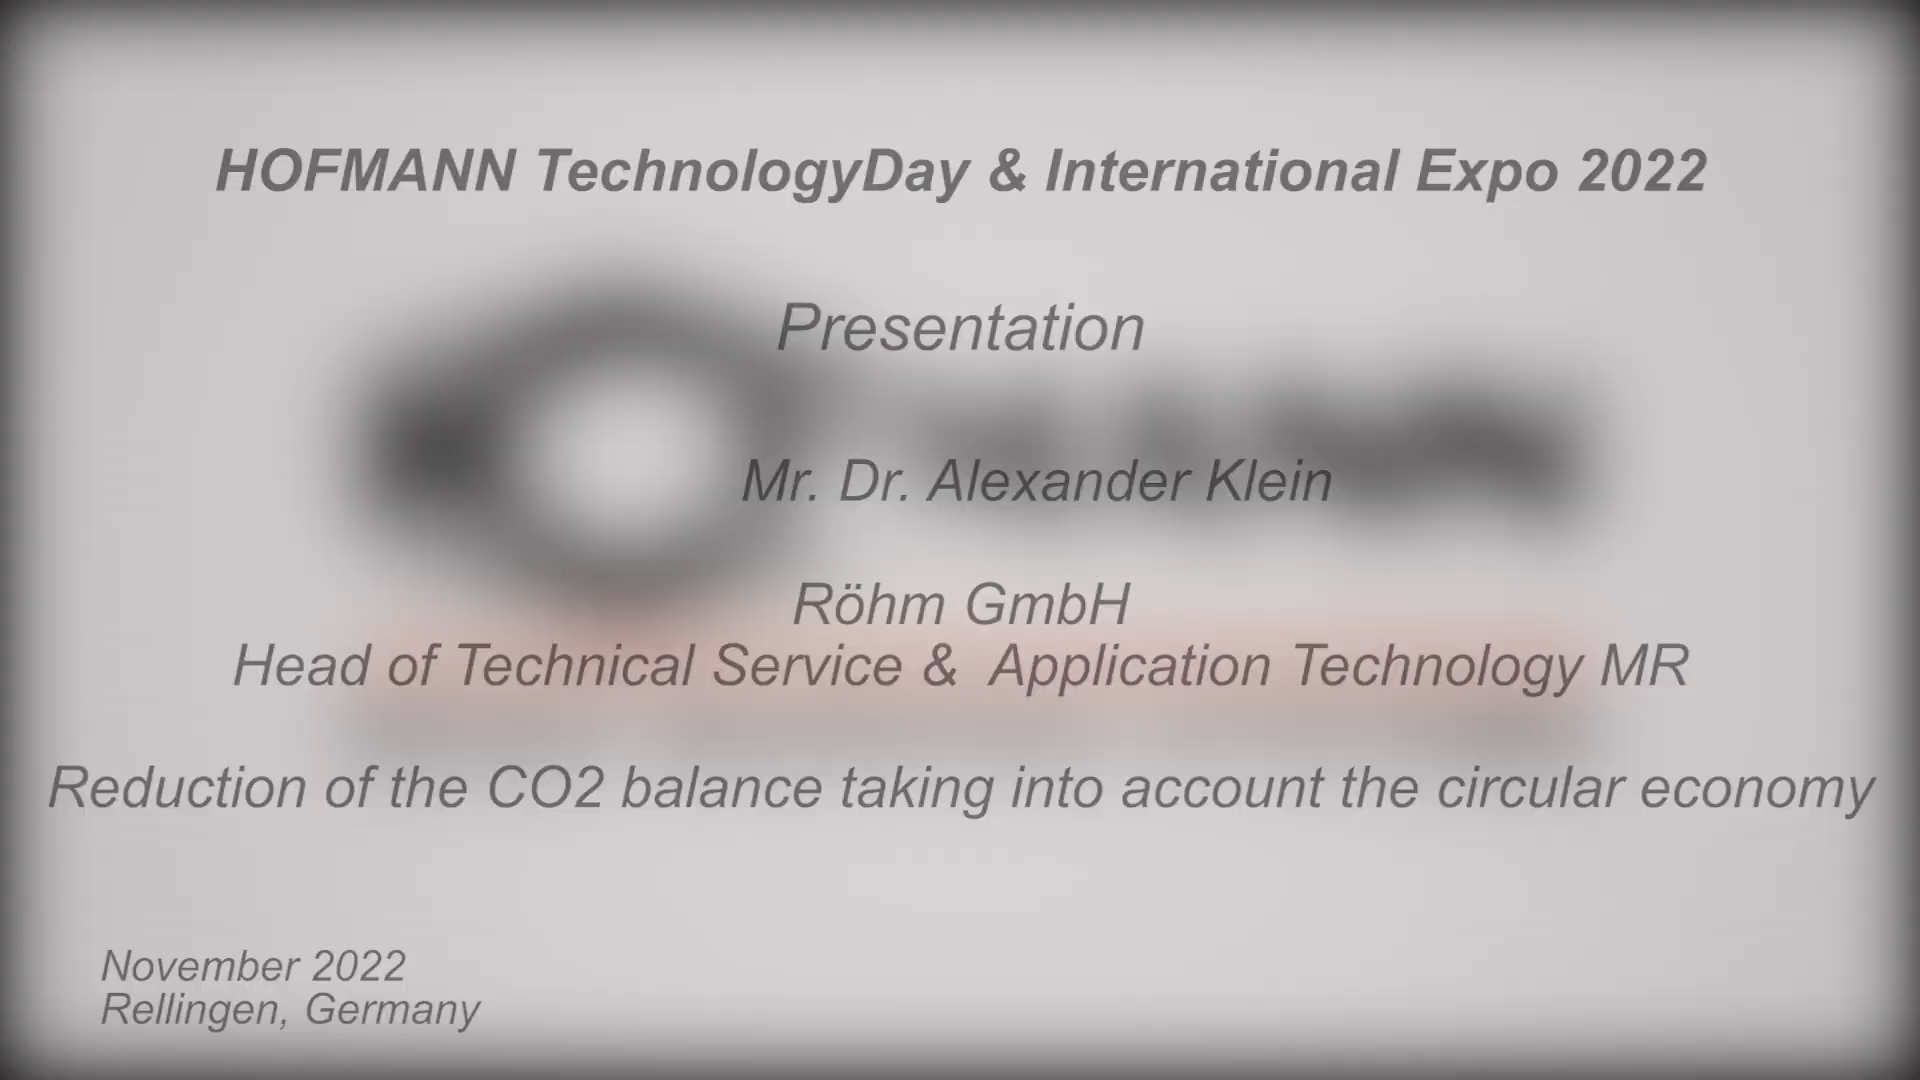 HOFMANN TechnologyDay & International Expo 2022
Presentation
Mr. Dr. Alexander Klein
Röhm GmbH
Head of Technical Service & Application Technology MR
Reduction of the CO2 balance taking into account the circular economy
November 2022
Rellingen, Germany